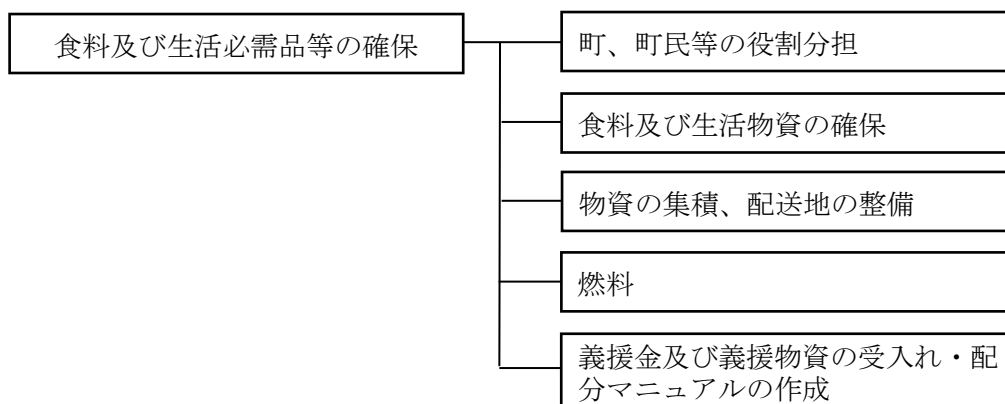 食料及び生活必需品等の確保
町、町民等の役割分担
食料及び生活物資の確保
物資の集積、配送地の整備
燃料
義援金及び義援物資の受入れ・配
分マニュアルの作成